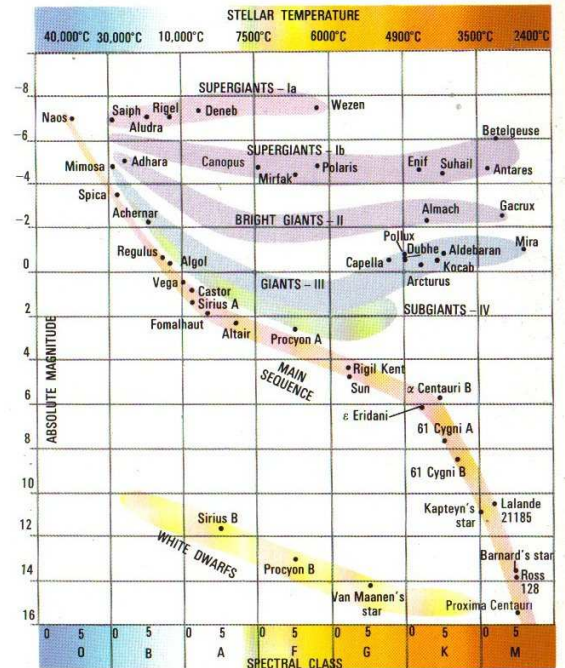 STELLAR TEMPERATURE
40,000°C 30,000°C 10,000°C 7500°C 6000°C 4900°C 3500°C 2400°C
-8
SUPERGIANTS – Ia
Naos
Saiph
Rigel
Aludra
Deneb
Wezen
-6
SUPERGIANTS – Ib
Betelgeuse
Mimosa
Adhara
Canopus
Mirfak
Polaris
Enif
Suhail
Antares
-4
Spica
Achernar
-2
BRIGHT GIANTS – II
Almach
Gacrux
Pollux
Dubhe
Aldebaran
Mira
Regulus
Algol
Capella
Kocab
Arcturus
0
GIANTS – III
Vega
Castor
Sirius A
2
SUBGIANTS – IV
Fomalhaut
Altair
Procyon A
4
MAIN
SEQUENCE
Rigil Kent
Sun
α Centauri B
6
ε Eridani
61 Cygni A
8
61 Cygni B
10
Kapteyn's
star
Lalande
21185
Sirius B
12
WHITE DWARFS
Procyon B
Barnard's star
Ross
128
14
Van Maanen's
star
Proxima Centauri
16
ABSOLUTE MAGNITUDE
0 5 0 5 0 5 0 5 0 5 0 5 0 5
O B A F G K M
SPECTRAL CLASS